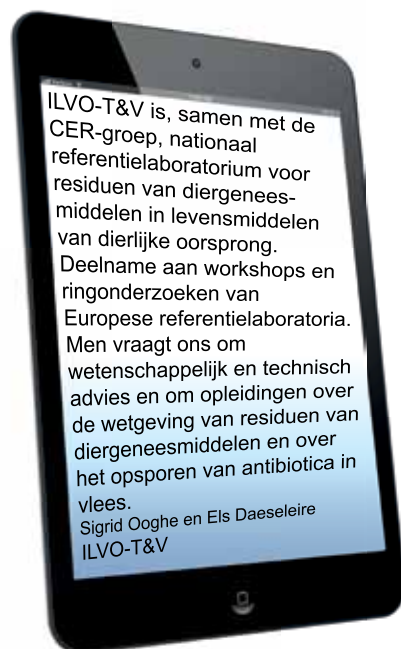 ILVO-T&V is, samen met de
CER-groep, nationaal
referentielaboratorium voor
residuen van diergenees-
middelen in levensmiddelen
van dierlijke oorsprong.
Deelname aan workshops en
ringonderzoeken van
Europese referentielaboratoria.
Men vraagt ons om
wetenschappelijk en technisch
advies en om opleidingen over
de wetgeving van residuen van
diergeneesmiddelen en over
het opsporen van antibiotica in
vlees.
Sigrid Ooghe en Els Daeseleire
ILVO-T&V